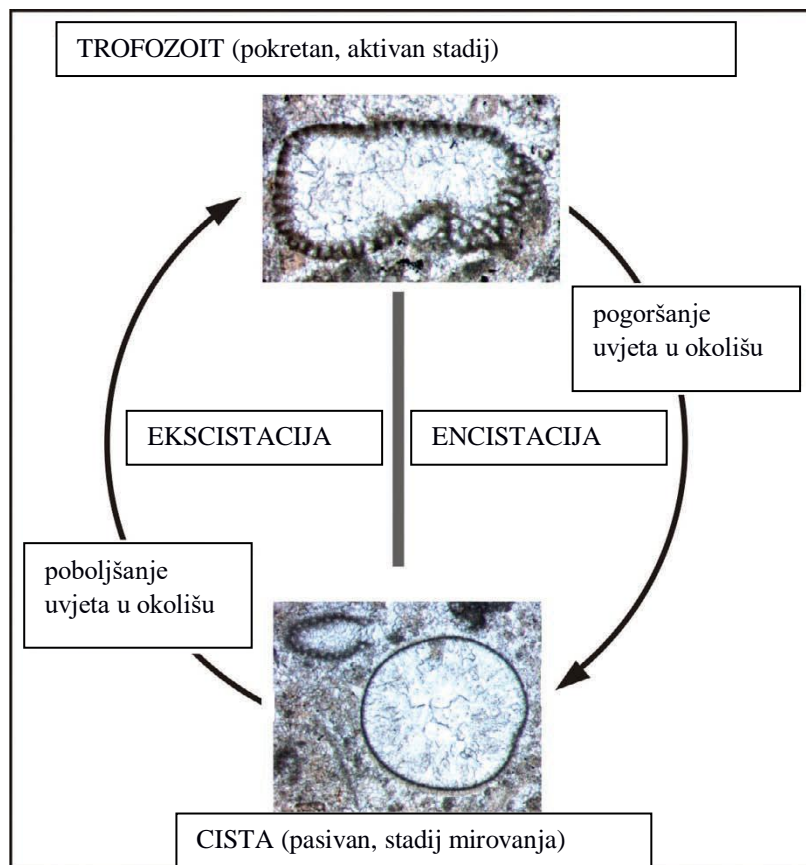 TROFOZOIT (pokretan, aktivan stadij)
pogoršanje
uvjeta u okolišu
EKSCISTACIJA
ENCISTACIJA
poboljšanje
uvjeta u okolišu
CISTA (pasivan, stadij mirovanja)